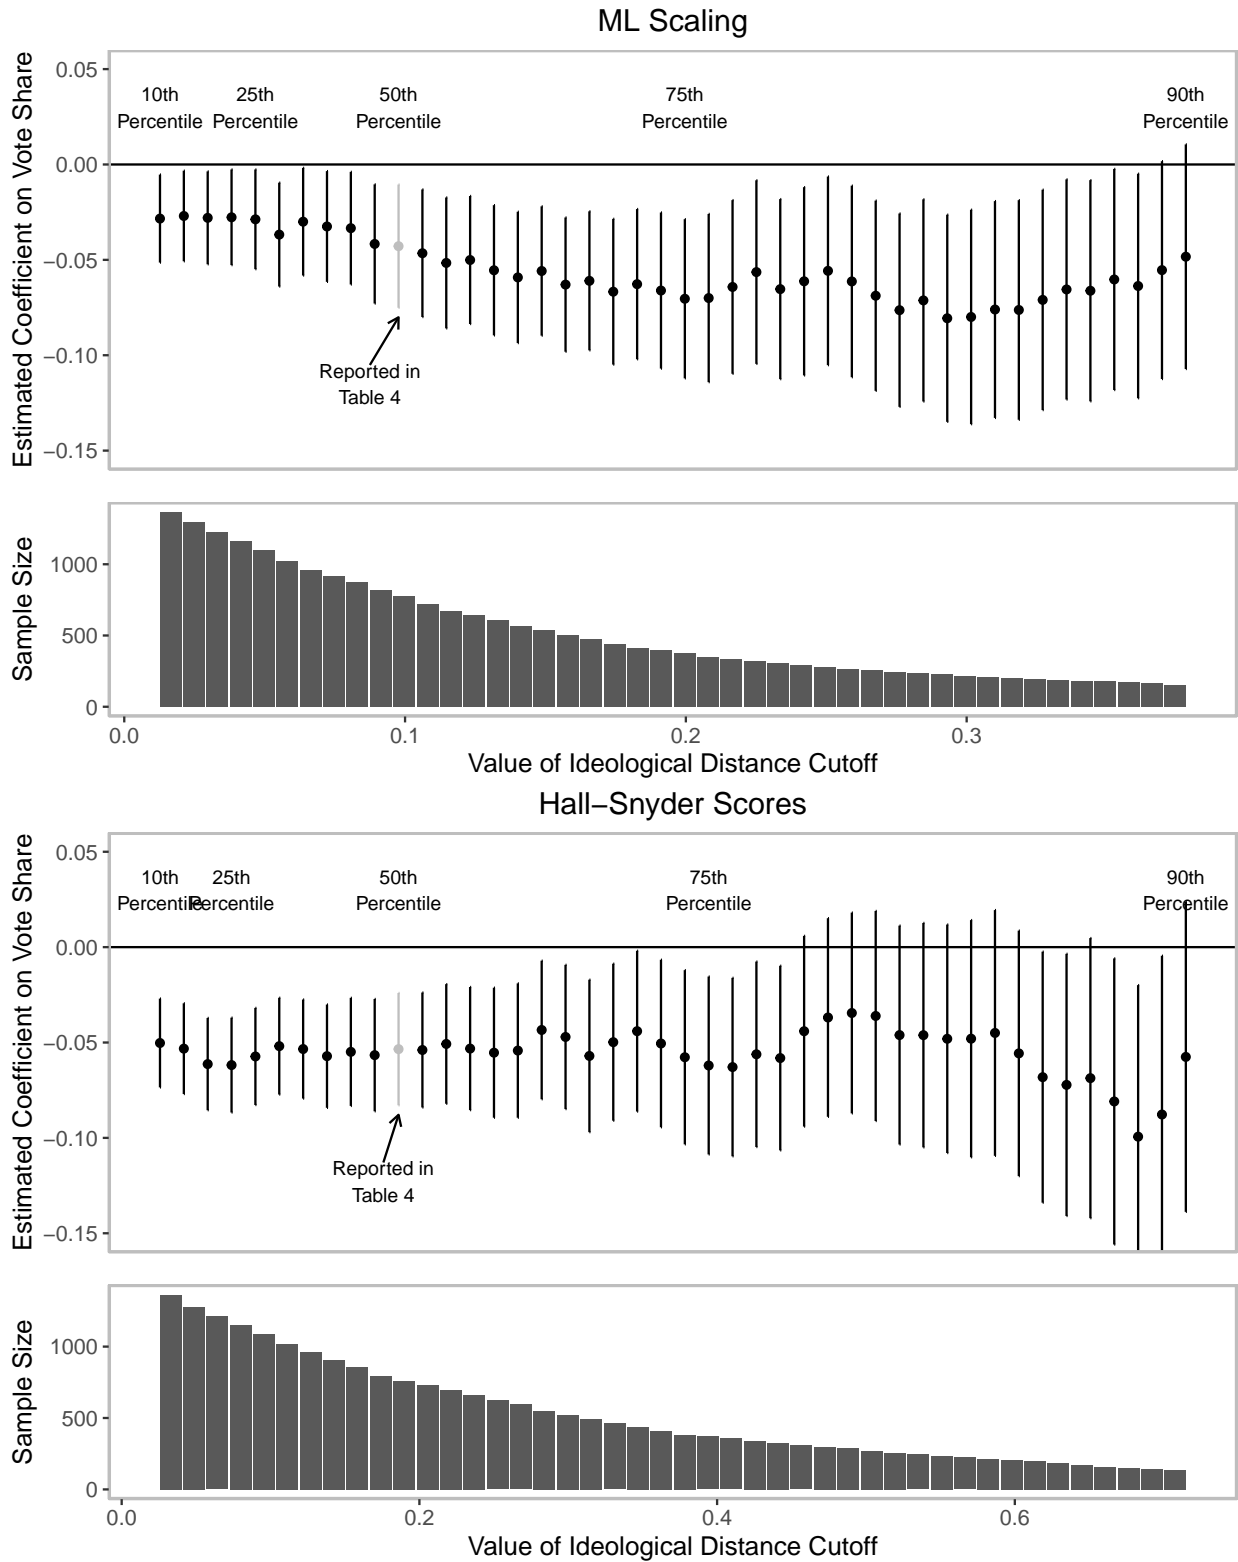 ML Scaling
Estimated Coefficient on Vote Share
0.05
0.00
−0.05
−0.10
−0.15
10th
Percentile
25th
Percentile
50th
Percentile
75th
Percentile
90th
Percentile
Reported in
Table 4
Sample Size
1000
500
0
0.0
0.1
0.2
0.3
Value of Ideological Distance Cutoff
Hall−Snyder Scores
Estimated Coefficient on Vote Share
0.05
0.00
−0.05
−0.10
−0.15
10th
Percentile
25th
Percentile
50th
Percentile
75th
Percentile
90th
Percentile
Reported in
Table 4
Sample Size
1000
500
0
0.0
0.2
0.4
0.6
Value of Ideological Distance Cutoff